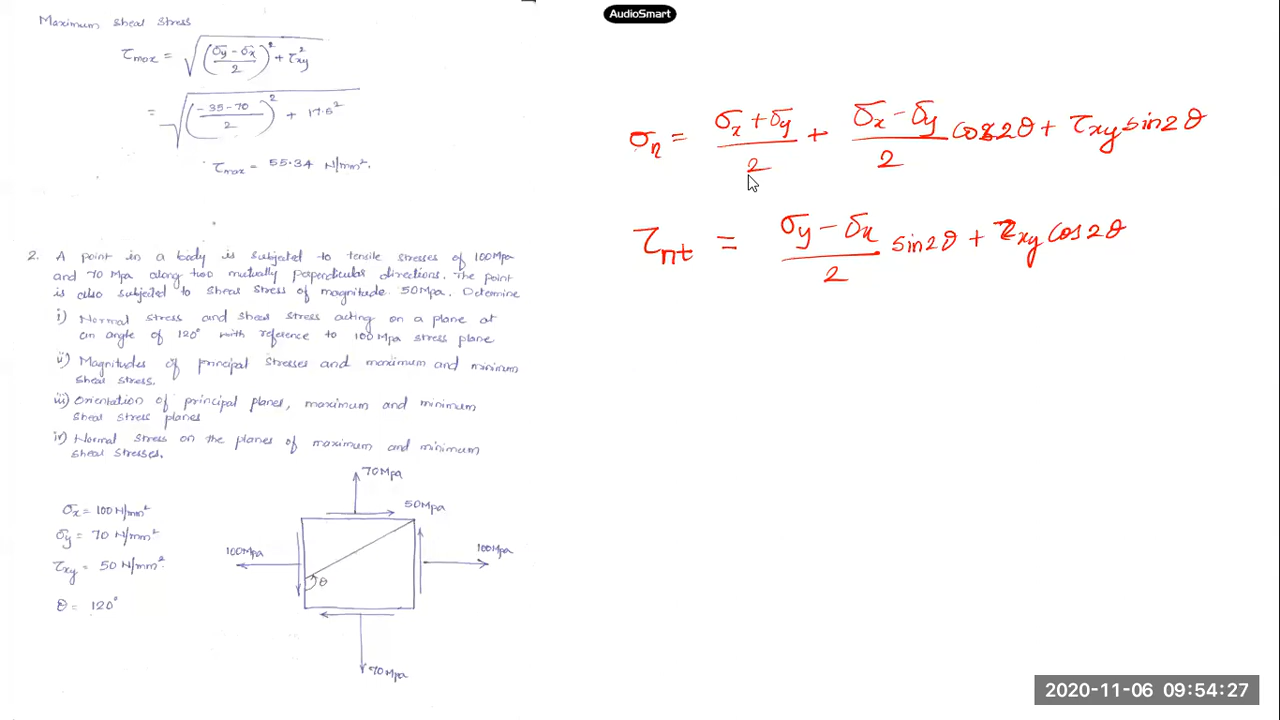 Maximum shear stress
τmax = √((σy − σx)/2)² + τ²xy
= √((−35−70)/2)² + 17.5²
τmax = 55.34 N/mm².
2. A point in a body is subjected to tensile stresses of 100Mpa
and 70 Mpa along two mutually perpendicular directions. The point
is also subjected to shear stress of magnitude 50Mpa. Determine
i) Normal stress and shear stress acting on a plane at
an angle of 120° with reference to 100Mpa stress plane
ii) Magnitudes of principal stresses and maximum and minimum
shear stress.
iii) Orientation of principal planes, maximum and minimum
shear stress planes
iv) Normal stress on the planes of maximum and minimum
shear stresses.
σx = 100 N/mm²
σy = 70 N/mm²
τxy = 50 N/mm².
θ = 120°
70Mpa
50Mpa
100Mpa
100Mpa
θ
70Mpa
AudioSmart
σn = (σx + σy)/2 + (σx − σy)/2 cos2θ + τxy sin2θ
τnt = (σy − σx)/2 sin2θ + τxy cos2θ
2020-11-06 09:54:27